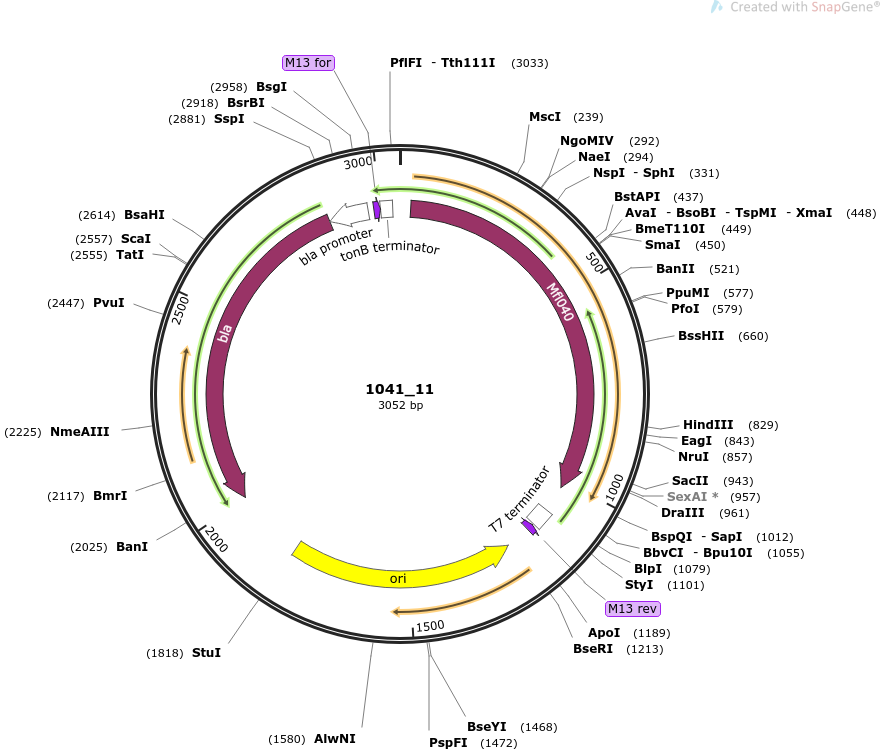 Created with SnapGene®
M13 for
PflFI - Tth111I (3033)
(2958) BsgI
(2918) BsrBI
(2881) SspI
MscI (239)
NgoMIV (292)
NaeI (294)
NspI - SphI (331)
BstAPI (437)
AvaI - BsoBI - TspMI - XmaI (448)
BmeT110I (449)
SmaI (450)
BanII (521)
PpuMI (577)
PfoI (579)
BssHII (660)
HindIII (829)
EagI (843)
NruI (857)
SacII (943)
SexAI * (957)
DraIII (961)
BspQI - SapI (1012)
BbvCI - Bpu10I (1055)
BlpI (1079)
StyI (1101)
M13 rev
ApoI (1189)
BseRI (1213)
BseYI (1468)
PspFI (1472)
(1580) AlwNI
(1818) StuI
(2025) BanI
(2117) BmrI
(2225) NmeAIII
(2447) PvuI
(2555) TatI
(2557) ScaI
(2614) BsaHI
3000
500
1000
1500
2000
2500
bla promoter
tonB terminator
Mfl040
bla
T7 terminator
ori
1041_11
3052 bp